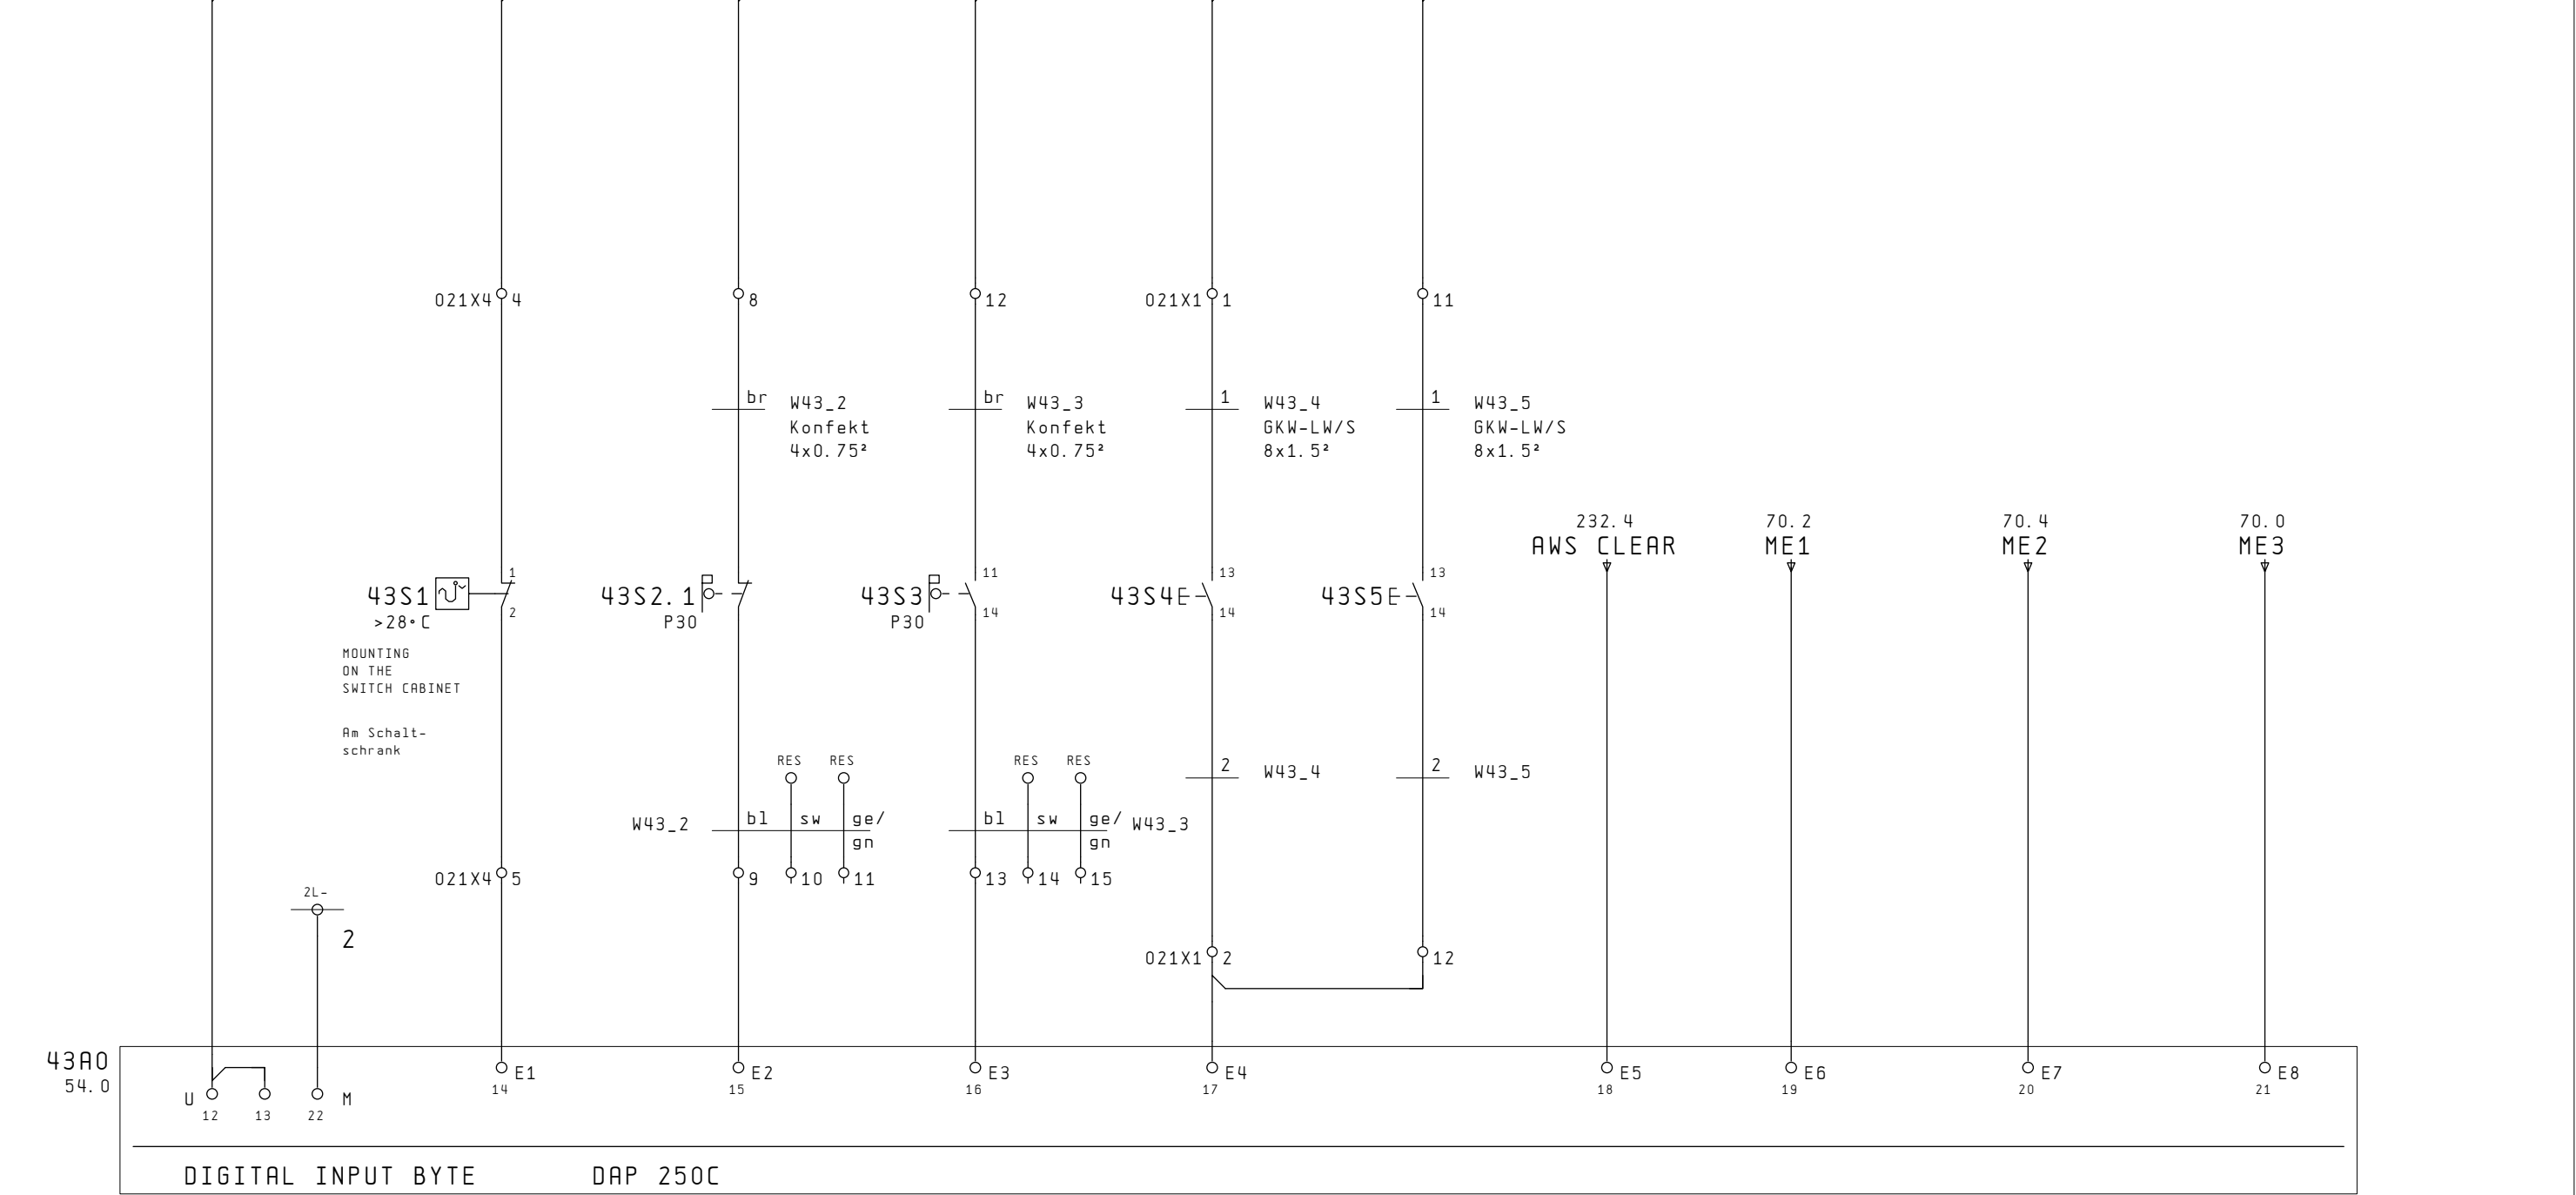 021X4 4 8 12 021X1 1 11
br W43_2 br W43_3 1 W43_4 1 W43_5
Konfekt Konfekt GKW-LW/S GKW-LW/S
4x0.75² 4x0.75² 8x1.5² 8x1.5²
232.4 70.2 70.4 70.0
AWS CLEAR ME1 ME2 ME3
1 11 13 13
43S1 43S2.1 43S3 43S4 43S5
2 14 14 14
>28°C P30 P30
MOUNTING
ON THE
SWITCH CABINET
Am Schalt-
schrank
RES RES RES RES
2 W43_4 2 W43_5
W43_2 bl sw ge/ bl sw ge/ W43_3
gn gn
021X4 5 9 10 11 13 14 15
2L-
2
021X1 2 12
43A0
54.0
E1 E2 E3 E4 E5 E6 E7 E8
14 15 16 17 18 19 20 21
U M
12 13 22
DIGITAL INPUT BYTE DAP 250C